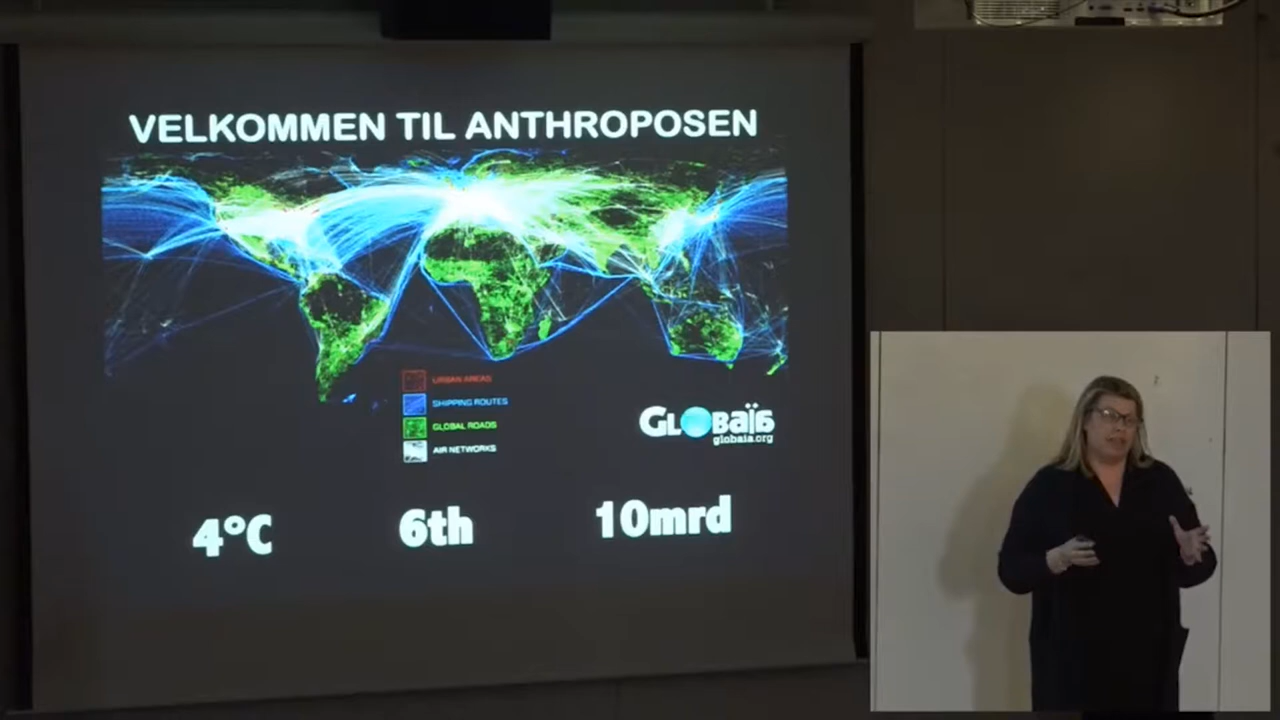 VELKOMMEN TIL ANTHROPOSEN
URBAN AREAS
SHIPPING ROUTES
GLOBAL ROADS
AIR NETWORKS
GLOBAÏA
globaia.org
4°C
6th
10mrd